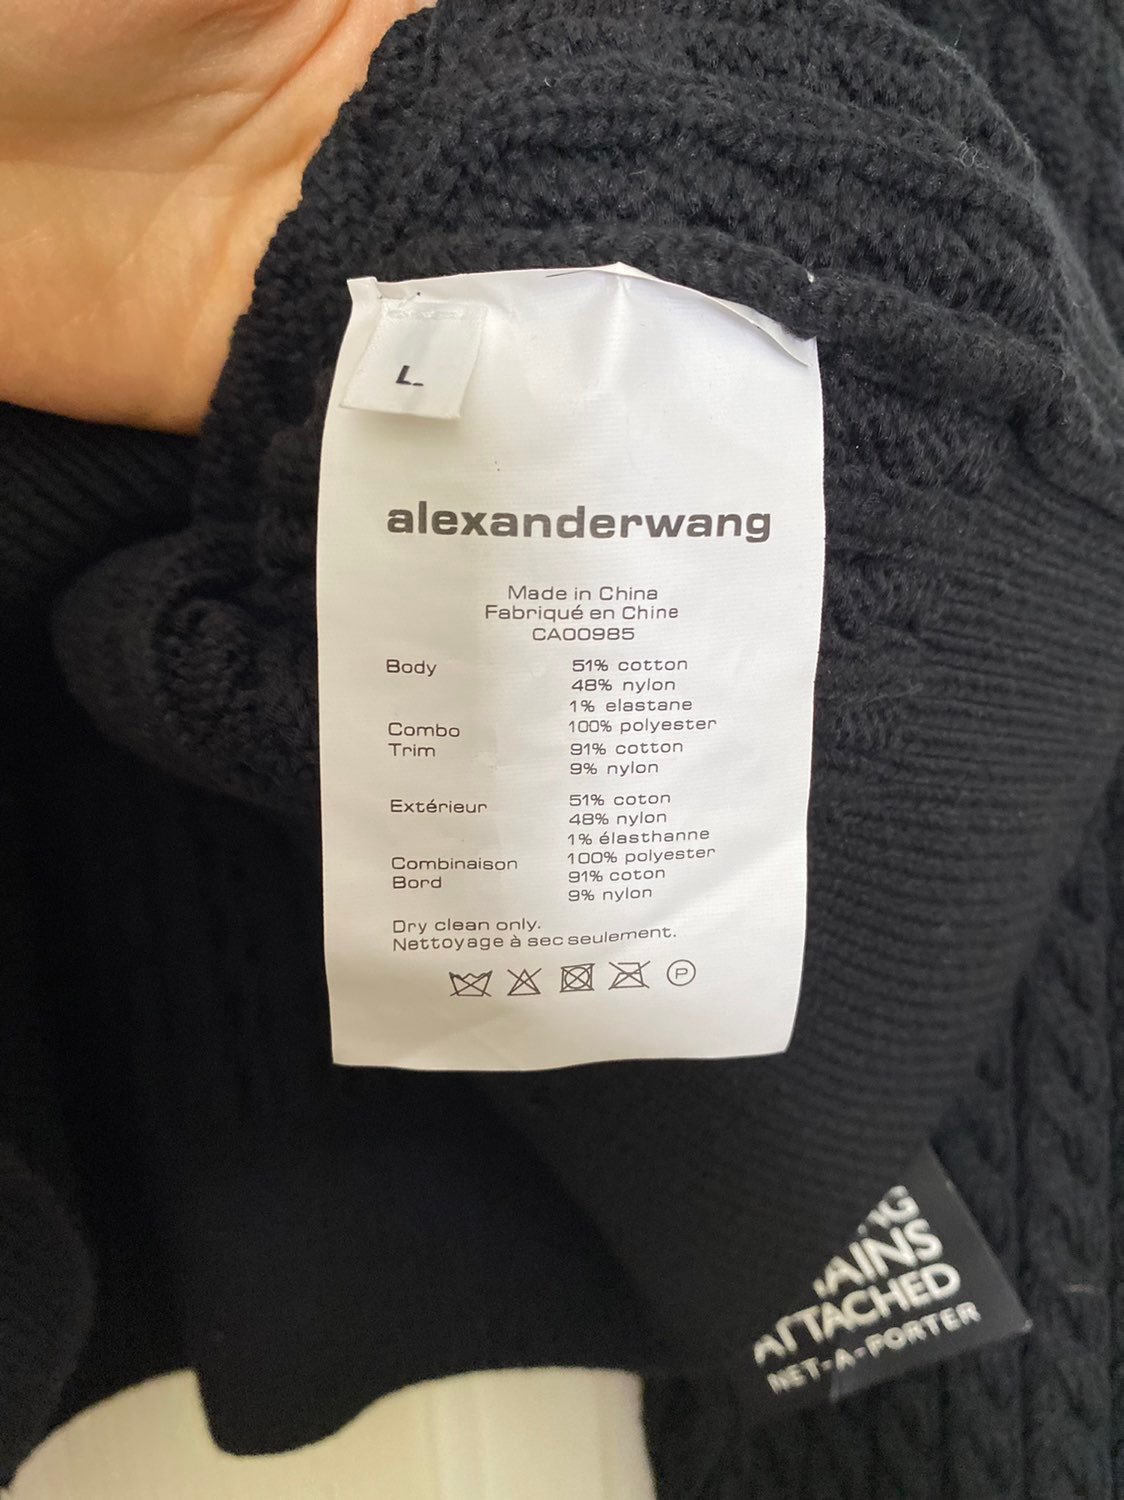 L
alexanderwang
Made in China
Fabriqué en Chine
CA00985
Body 51% cotton
48% nylon
1% elastane
Combo 100% polyester
Trim 91% cotton
9% nylon
Extérieur 51% coton
48% nylon
1% élasthanne
Combinaison 100% polyester
Bord 91% coton
9% nylon
Dry clean only.
Nettoyage à sec seulement.
P
ATTACHED
NET-A-PORTER